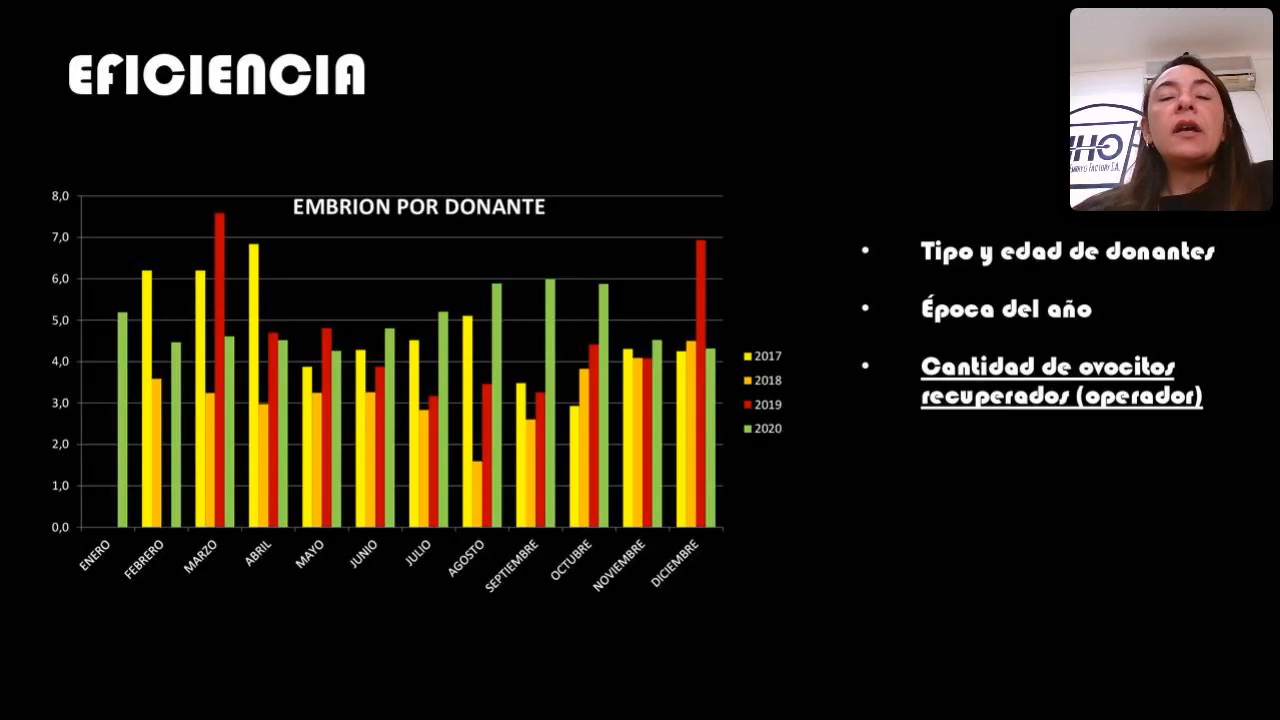 EFICIENCIA
EMBRION POR DONANTE
8,0
7,0
6,0
5,0
4,0
3,0
2,0
1,0
0,0
ENERO
FEBRERO
MARZO
ABRIL
MAYO
JUNIO
JULIO
AGOSTO
SEPTIEMBRE
OCTUBRE
NOVIEMBRE
DICIEMBRE
2017
2018
2019
2020
• Tipo y edad de donantes
• Época del año
• Cantidad de ovocitos
recuperados (operador)
FACTORY S.A.